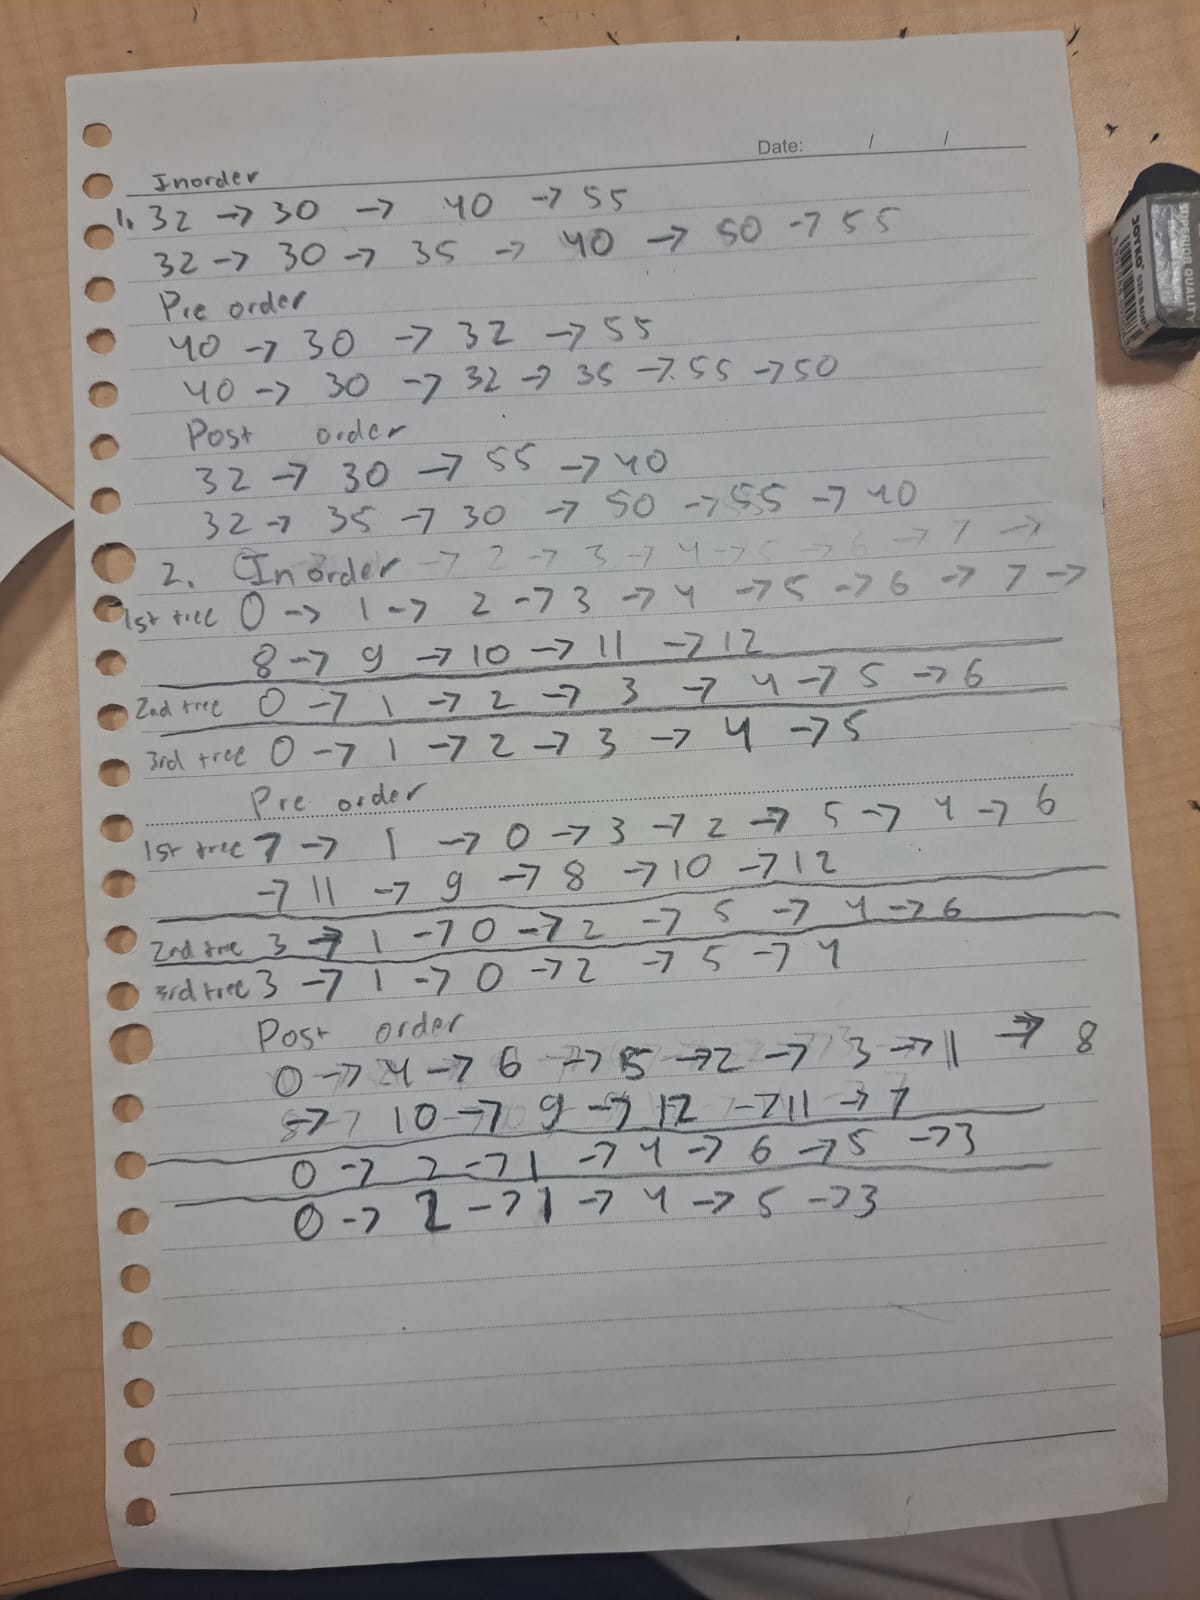 Date: / /
Inorder
1. 32 → 30 → 40 → 55
32 → 30 → 35 → 40 → 50 → 55
Pre order
40 → 30 → 32 → 55
40 → 30 → 32 → 35 → 55 → 50
Post order
32 → 30 → 55 → 40
32 → 35 → 30 → 50 → 55 → 40
2. Inorder → 2 → 3 → 4 → 5 → 6 → 7 →
1st tree 0 → 1 → 2 → 3 → 4 → 5 → 6 → 7 →
8 → 9 → 10 → 11 → 12
2nd tree 0 → 1 → 2 → 3 → 4 → 5 → 6
3rd tree 0 → 1 → 2 → 3 → 4 → 5
Pre order
1st tree 7 → 1 → 0 → 3 → 2 → 5 → 4 → 6
→ 11 → 9 → 8 → 10 → 12
2nd tree 3 → 1 → 0 → 2 → 5 → 4 → 6
3rd tree 3 → 1 → 0 → 2 → 5 → 4
Post order
0 → 4 → 6 → 5 → 2 → 3 → 11 → 8
→ 10 → 9 → 12 → 11 → 7
0 → 2 → 1 → 4 → 6 → 5 → 3
0 → 2 → 1 → 4 → 5 → 3
JOYKO
SUPERIOR QUALITY